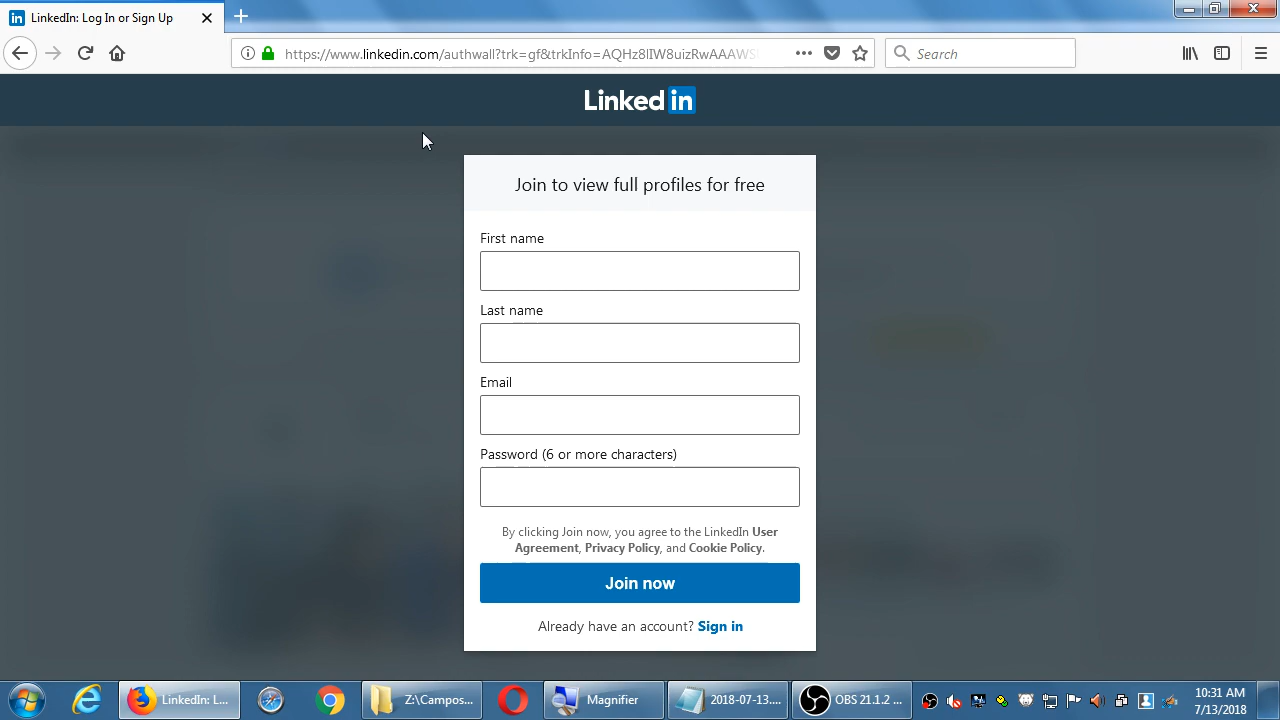 LinkedIn: Log In or Sign Up
https://www.linkedin.com/authwall?trk=gf&trkInfo=AQHz8lIW8uizRwAAAWS
Search
Linked in
Join to view full profiles for free
First name
Last name
Email
Password (6 or more characters)
By clicking Join now, you agree to the LinkedIn User
Agreement, Privacy Policy, and Cookie Policy.
Join now
Already have an account? Sign in
LinkedIn: L...
Z:\Campos...
Magnifier
2018-07-13....
OBS 21.1.2 ...
10:31 AM
7/13/2018